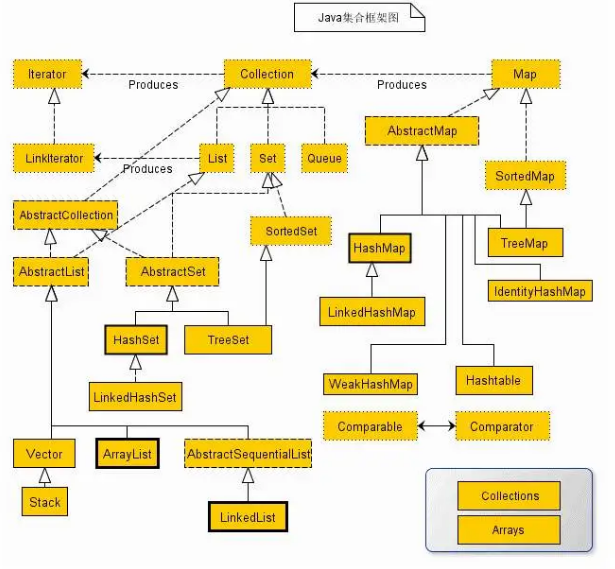 Java集合框架图
Iterator
Collection
Map
Produces
Produces
AbstractMap
LinkIterator
List
Set
Queue
Produces
SortedMap
AbstractCollection
SortedSet
HashMap
TreeMap
AbstractList
AbstractSet
IdentityHashMap
LinkedHashMap
HashSet
TreeSet
WeakHashMap
Hashtable
LinkedHashSet
Comparable
Comparator
Vector
ArrayList
AbstractSequentialList
Stack
LinkedList
Collections
Arrays